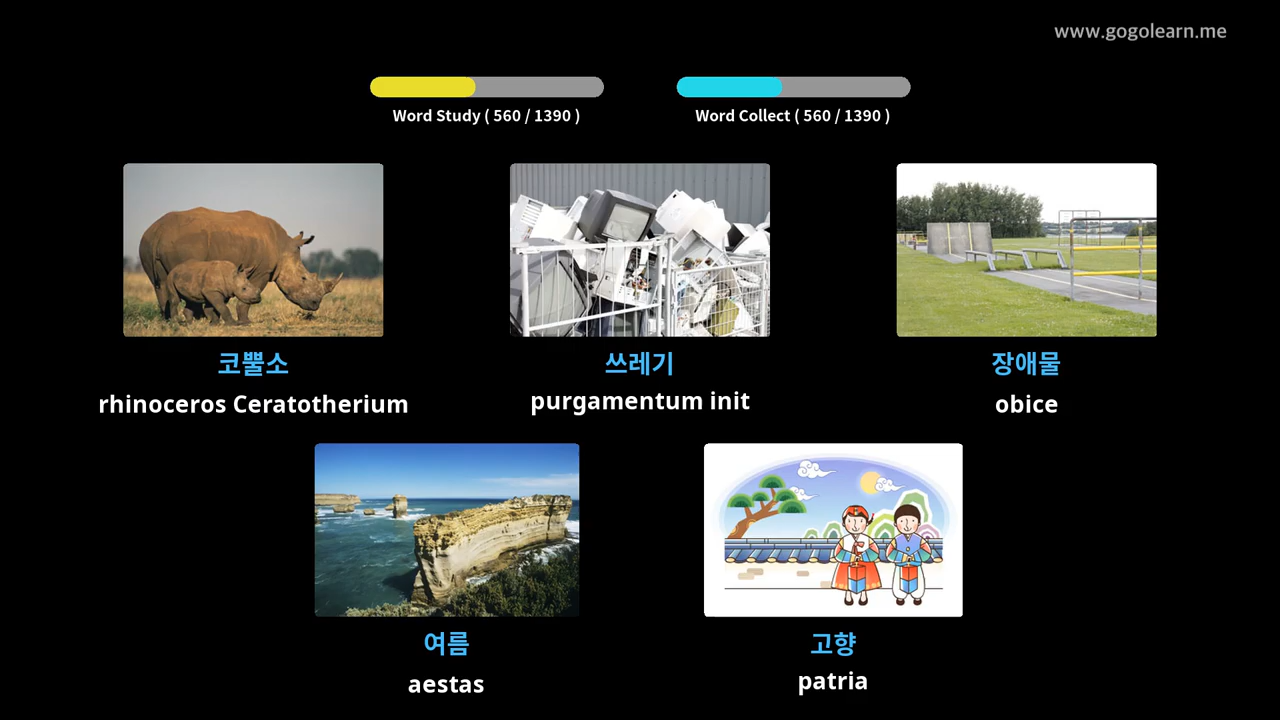 www.gogolearn.me
Word Study ( 560 / 1390 )
Word Collect ( 560 / 1390 )
코뿔소
쓰레기
장애물
rhinoceros Ceratotherium
purgamentum init
obice
여름
고향
aestas
patria